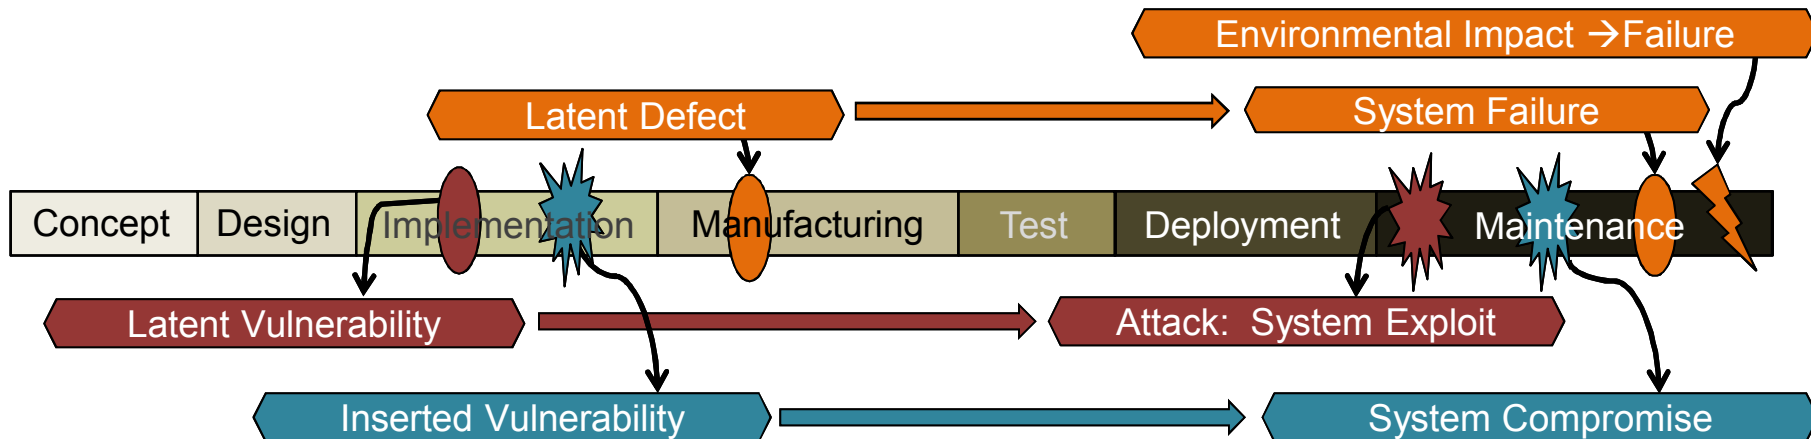 Environmental Impact →Failure
Latent Defect
System Failure
Concept
Design
Implementation
Manufacturing
Test
Deployment
Maintenance
Latent Vulnerability
Attack: System Exploit
Inserted Vulnerability
System Compromise